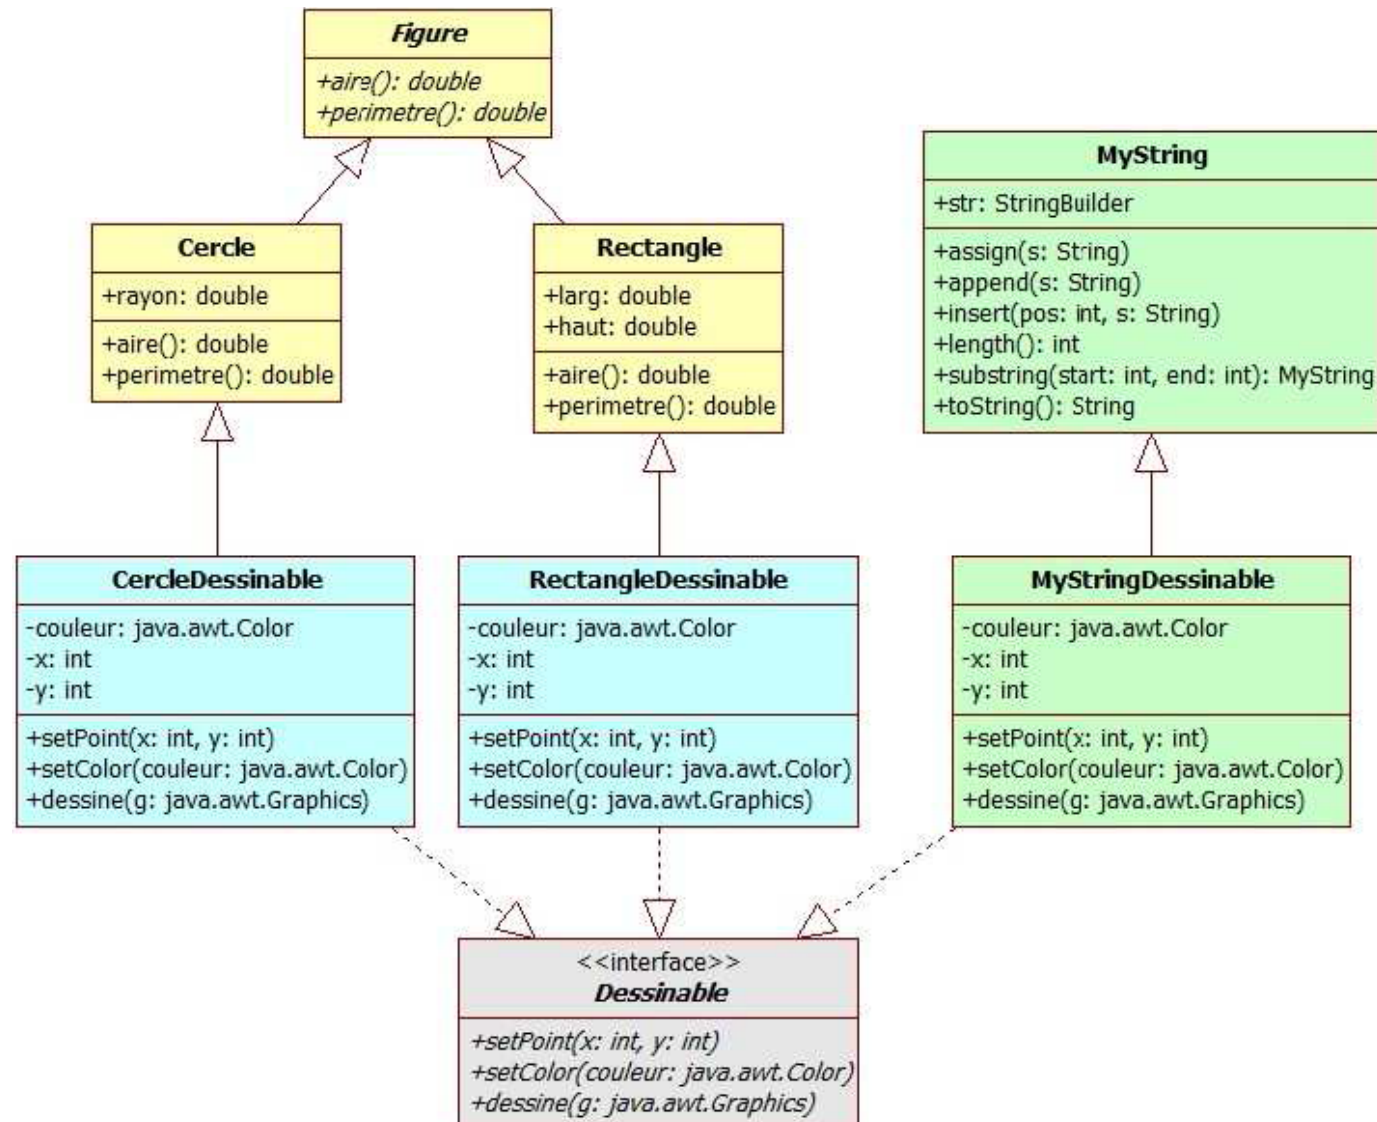 Figure
+aire(): double
+perimetre(): double
MyString
+str: StringBuilder
+assign(s: String)
+append(s: String)
+insert(pos: int, s: String)
+length(): int
+substring(start: int, end: int): MyString
+toString(): String
Cercle
+rayon: double
+aire(): double
+perimetre(): double
Rectangle
+larg: double
+haut: double
+aire(): double
+perimetre(): double
CercleDessinable
-couleur: java.awt.Color
-x: int
-y: int
+setPoint(x: int, y: int)
+setColor(couleur: java.awt.Color)
+dessine(g: java.awt.Graphics)
RectangleDessinable
-couleur: java.awt.Color
-x: int
-y: int
+setPoint(x: int, y: int)
+setColor(couleur: java.awt.Color)
+dessine(g: java.awt.Graphics)
MyStringDessinable
-couleur: java.awt.Color
-x: int
-y: int
+setPoint(x: int, y: int)
+setColor(couleur: java.awt.Color)
+dessine(g: java.awt.Graphics)
<<interface>>
Dessinable
+setPoint(x: int, y: int)
+setColor(couleur: java.awt.Color)
+dessine(g: java.awt.Graphics)